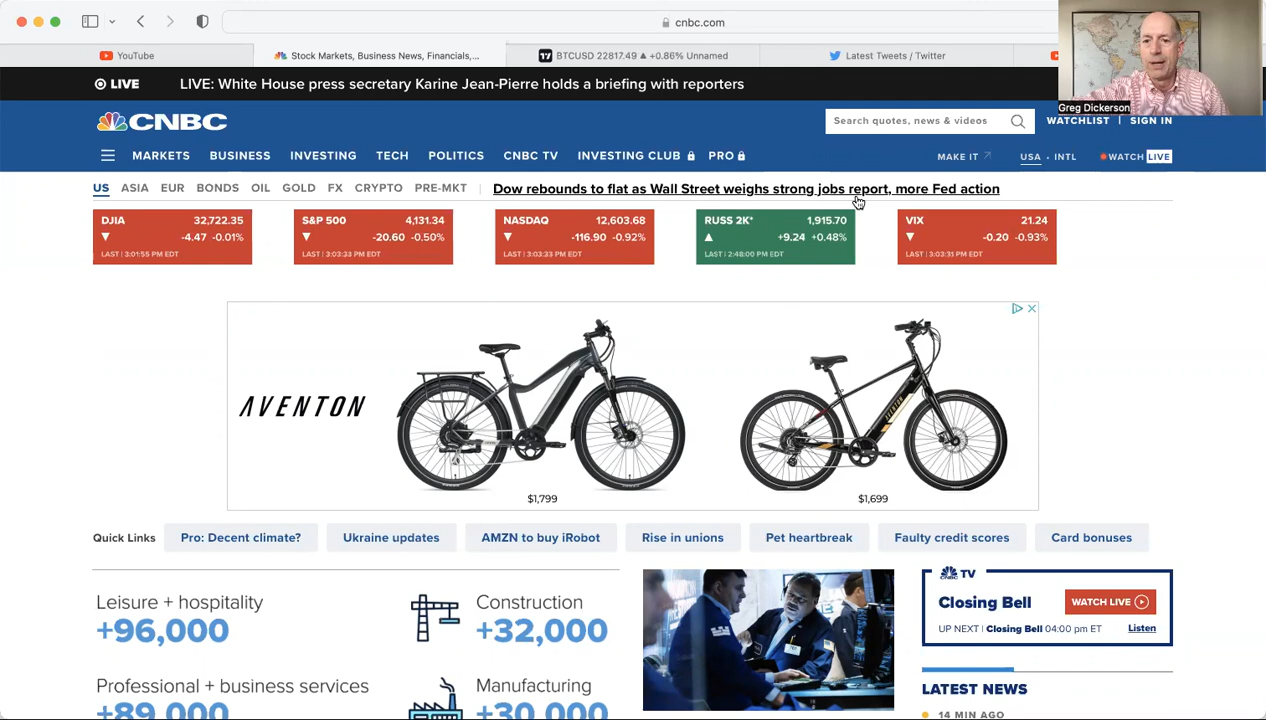 cnbc.com
YouTube
Stock Markets, Business News, Financials,...
BTCUSD 22817.49 ▲ +0.86% Unnamed
Latest Tweets / Twitter
Greg Dickerson
LIVE
LIVE: White House press secretary Karine Jean-Pierre holds a briefing with reporters
CNBC
Search quotes, news & videos
WATCHLIST | SIGN IN
MARKETS BUSINESS INVESTING TECH POLITICS CNBC TV INVESTING CLUB PRO
MAKE IT
USA • INTL
WATCH LIVE
US ASIA EUR BONDS OIL GOLD FX CRYPTO PRE-MKT
Dow rebounds to flat as Wall Street weighs strong jobs report, more Fed action
DJIA 32,722.35
▼ -4.47 -0.01%
LAST | 3:01:55 PM EDT
S&P 500 4,131.34
▼ -20.60 -0.50%
LAST | 3:03:33 PM EDT
NASDAQ 12,603.68
▼ -116.90 -0.92%
LAST | 3:03:33 PM EDT
RUSS 2K* 1,915.70
▲ +9.24 +0.48%
LAST | 2:48:00 PM EDT
VIX 21.24
▼ -0.20 -0.93%
LAST | 3:03:31 PM EDT
AVENTON
AVENTON
$1,799
$1,699
Quick Links
Pro: Decent climate?
Ukraine updates
AMZN to buy iRobot
Rise in unions
Pet heartbreak
Faulty credit scores
Card bonuses
Leisure + hospitality
+96,000
Construction
+32,000
Professional + business services
+89,000
Manufacturing
+30,000
CNBC TV
Closing Bell
WATCH LIVE
UP NEXT | Closing Bell 04:00 pm ET
Listen
LATEST NEWS
14 MIN AGO